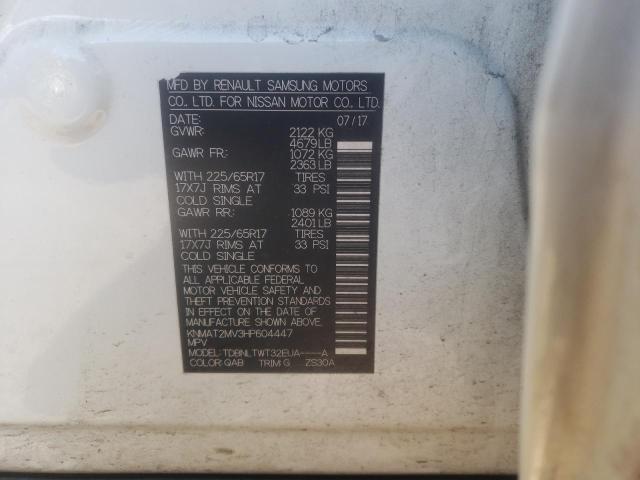 MFD BY RENAULT SAMSUNG MOTORS
CO., LTD. FOR NISSAN MOTOR CO., LTD.
DATE: 07/17
GVWR: 2122 KG
4679 LB
GAWR FR: 1072 KG
2363 LB
WITH 225/65R17 TIRES
17X7J RIMS AT 33 PSI
COLD SINGLE
GAWR RR: 1089 KG
2401 LB
WITH 225/65R17 TIRES
17X7J RIMS AT 33 PSI
COLD SINGLE
THIS VEHICLE CONFORMS TO
ALL APPLICABLE FEDERAL
MOTOR VEHICLE SAFETY AND
THEFT PREVENTION STANDARDS
IN EFFECT ON THE DATE OF
MANUFACTURE SHOWN ABOVE.
KNMAT2MV3HP604447
MPV
MODEL: TDBNLTWT32EUA----A
COLOR: QAB TRIM: G ZS30A